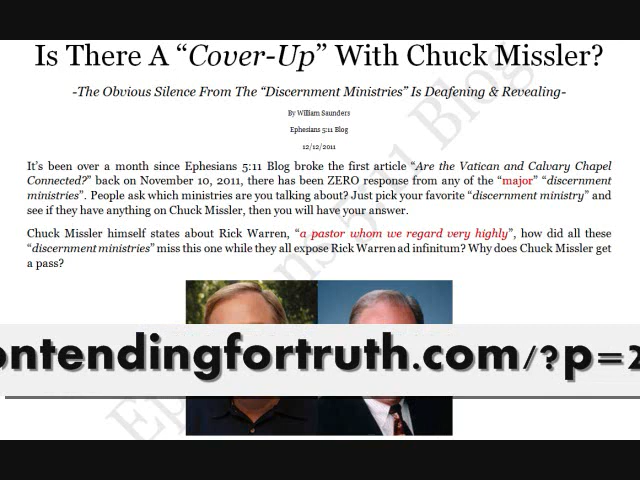 Is There A “Cover-Up” With Chuck Missler?
-The Obvious Silence From The “Discernment Ministries” Is Deafening & Revealing-
By William Saunders
Ephesians 5:11 Blog
12/12/2011
It’s been over a month since Ephesians 5:11 Blog broke the first article “Are the Vatican and Calvary Chapel
Connected?” back on November 10, 2011, there has been ZERO response from any of the “major” “discernment
ministries”. People ask which ministries are you talking about? Just pick your favorite “discernment ministry” and
see if they have anything on Chuck Missler, then you will have your answer.
Chuck Missler himself states about Rick Warren, “a pastor whom we regard very highly”, how did all these
“discernment ministries” miss this one while they all expose Rick Warren ad infinitum? Why does Chuck Missler get
a pass?
ontendingfortruth.com/?p=2